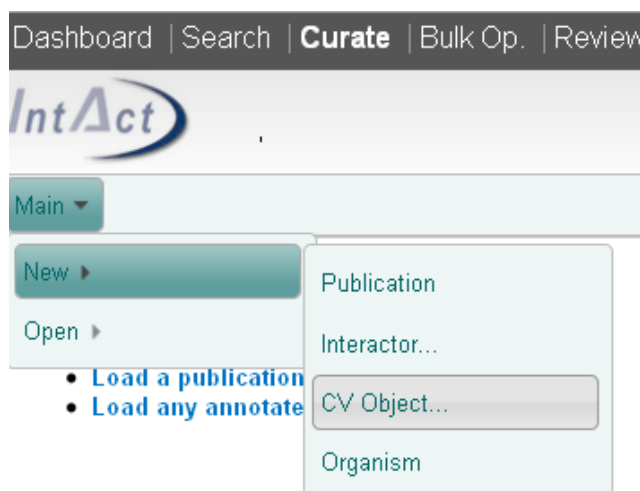 Dashboard | Search | Curate | Bulk Op. | Review
IntAct
Main
New
Open
Publication
Interactor...
CV Object...
Organism
Load a publication
Load any annotate